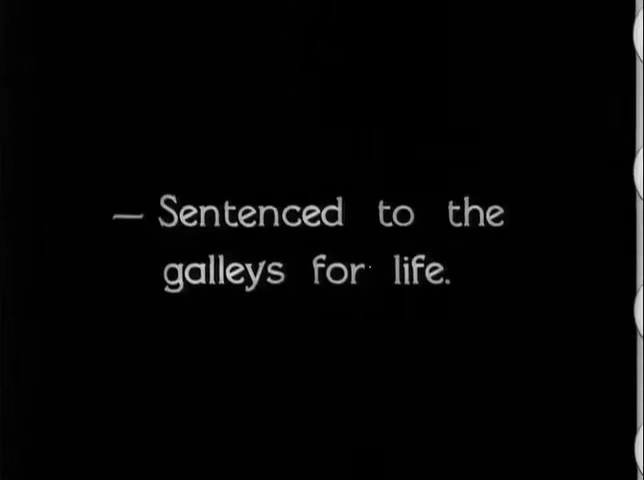 — Sentenced to the
galleys for life.